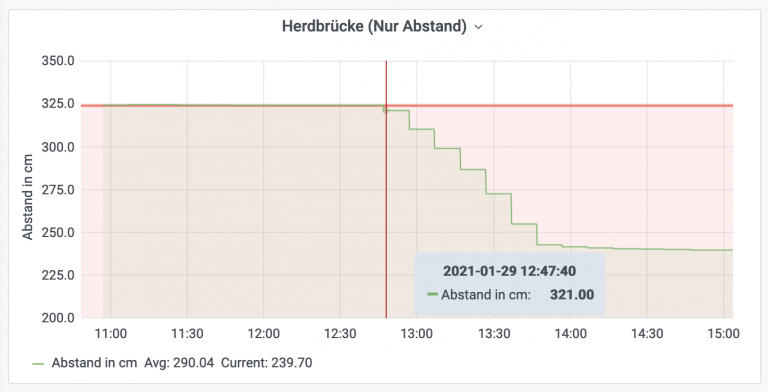 Herdbrücke (Nur Abstand)
Abstand in cm
350.0
325.0
300.0
275.0
250.0
225.0
200.0
2021-01-29 12:47:40
Abstand in cm: 321.00
11:00 11:30 12:00 12:30 13:00 13:30 14:00 14:30 15:00
Abstand in cm Avg: 290.04 Current: 239.70